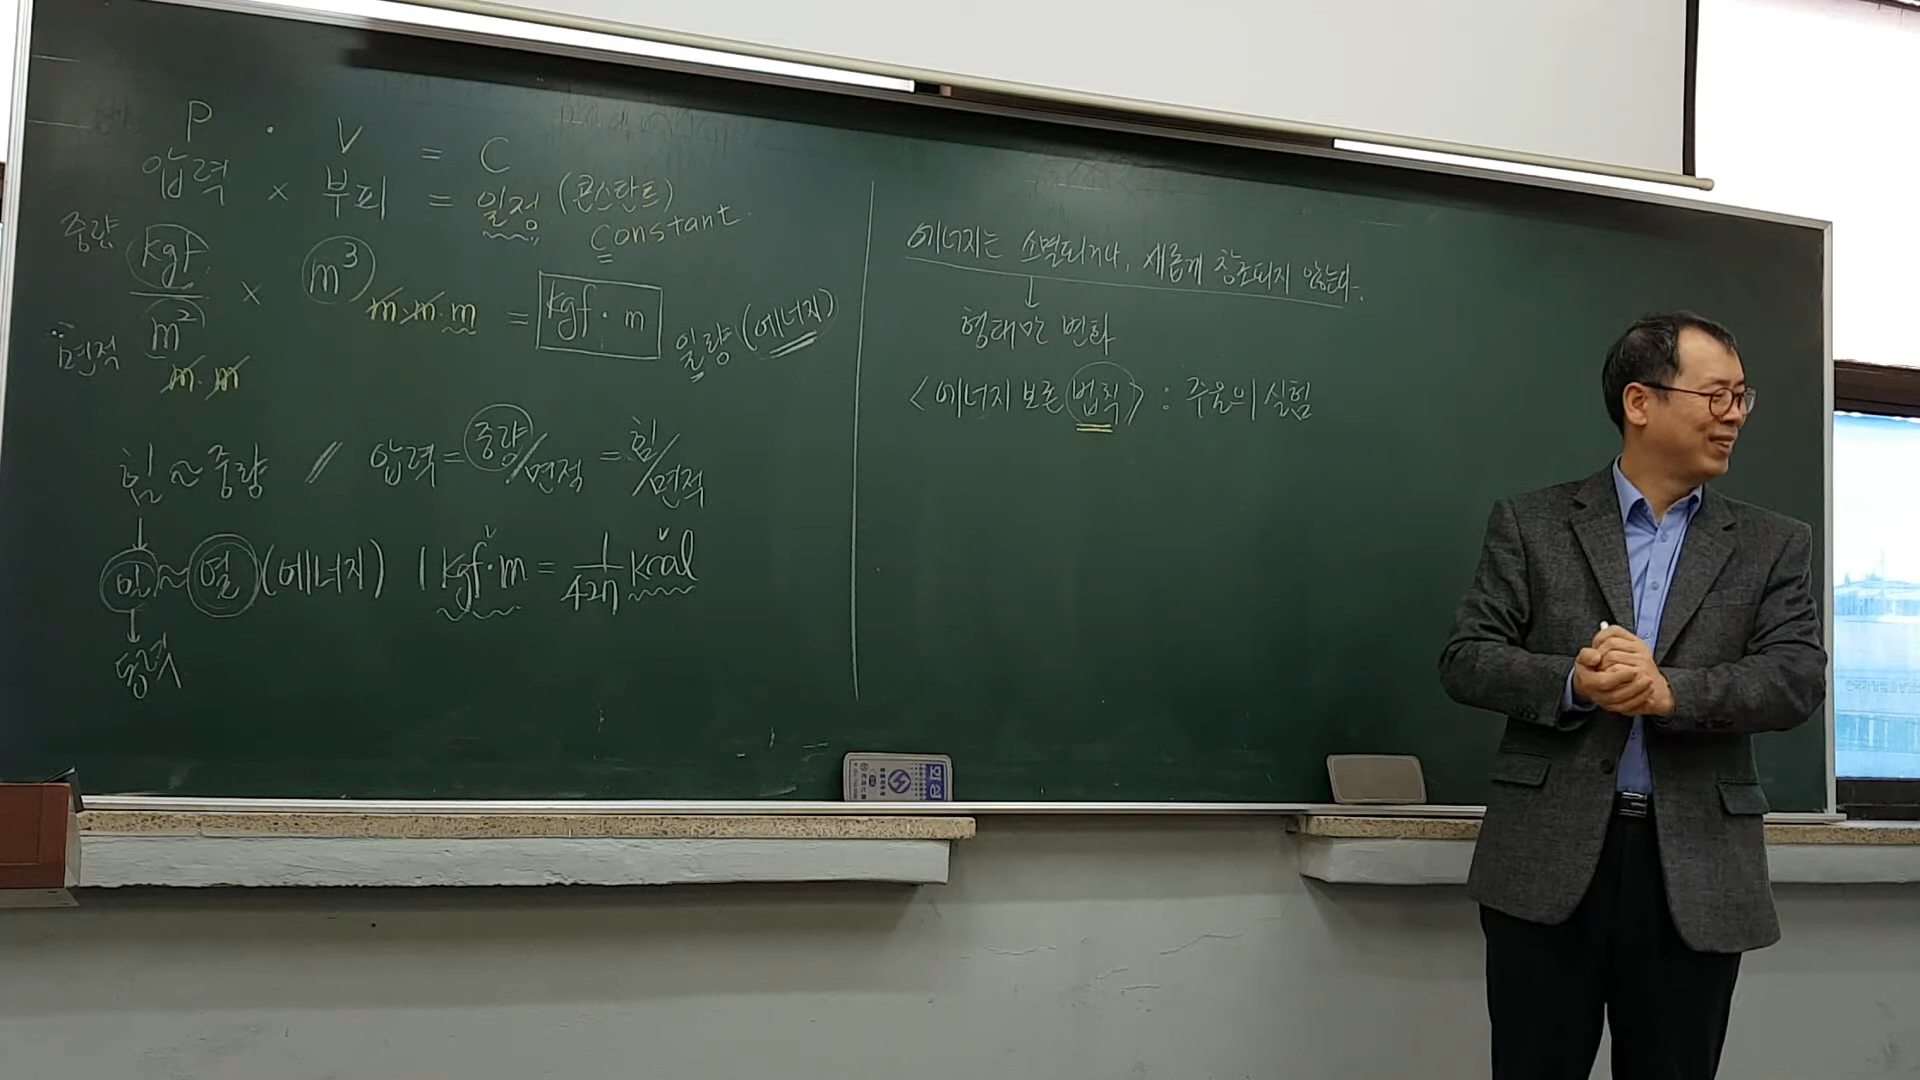 P · V = C
압력 × 부피 = 일정 (콘스탄트)
Constant
중량 kgf / m² 면적 × m³ = kgf · m 일량 (에너지)
m·m·m
m·m
힘 ~ 중량 // 압력 = 중량/면적 = 힘/면적
↓
일 ~ 열 (에너지) 1 kgf·m = 1/427 kcal
↓
동력
에너지는 소멸되거나, 새롭게 창조되지 않는다.
↓
형태만 변화
<에너지 보존 법칙> : 주울의 실험